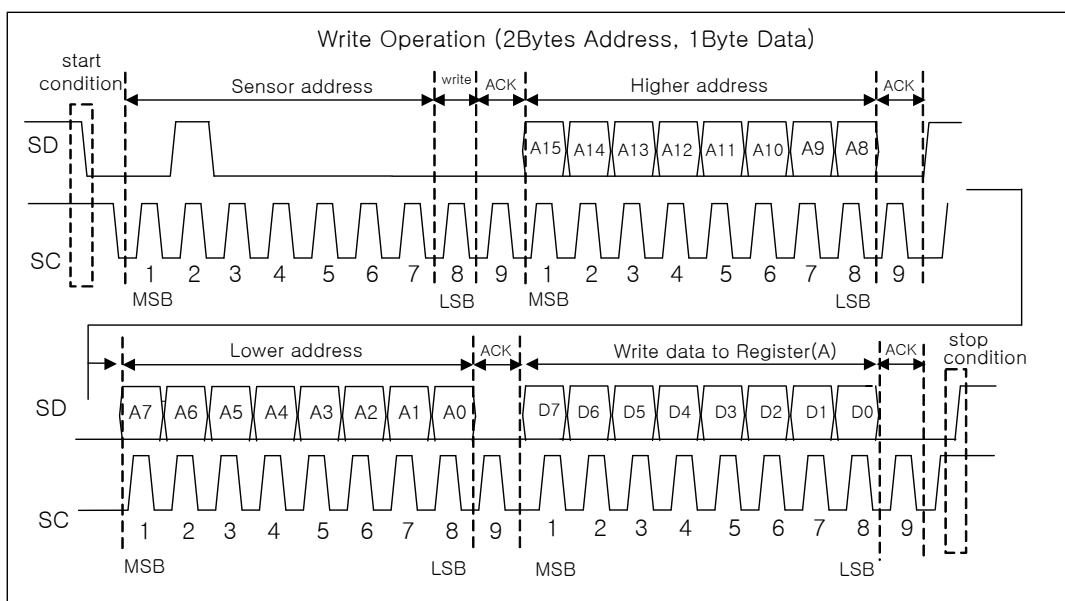 Write Operation (2Bytes Address, 1Byte Data)
start
condition
Sensor address
write
ACK
Higher address
ACK
SD
A15 A14 A13 A12 A11 A10 A9 A8
SC
1 2 3 4 5 6 7 8 9 1 2 3 4 5 6 7 8 9
MSB LSB MSB LSB
Lower address
ACK
Write data to Register(A)
ACK
stop
condition
SD
A7 A6 A5 A4 A3 A2 A1 A0 D7 D6 D5 D4 D3 D2 D1 D0
SC
1 2 3 4 5 6 7 8 9 1 2 3 4 5 6 7 8 9
MSB LSB MSB LSB